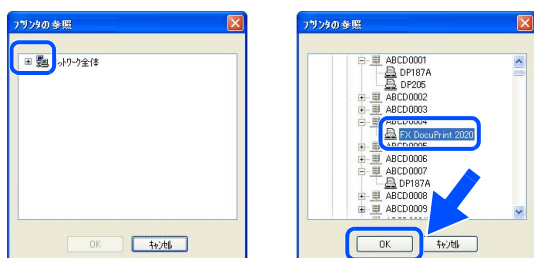 プリンタの参照
ネットワーク全体
OK
キャンセル
プリンタの参照
ABCD0001
DP187A
DP205
ABCD0002
ABCD0003
ABCD0004
FX DocuPrint 2020
ABCD0005
ABCD0006
ABCD0007
DP187A
ABCD0008
ABCD0009
OK
キャンセル